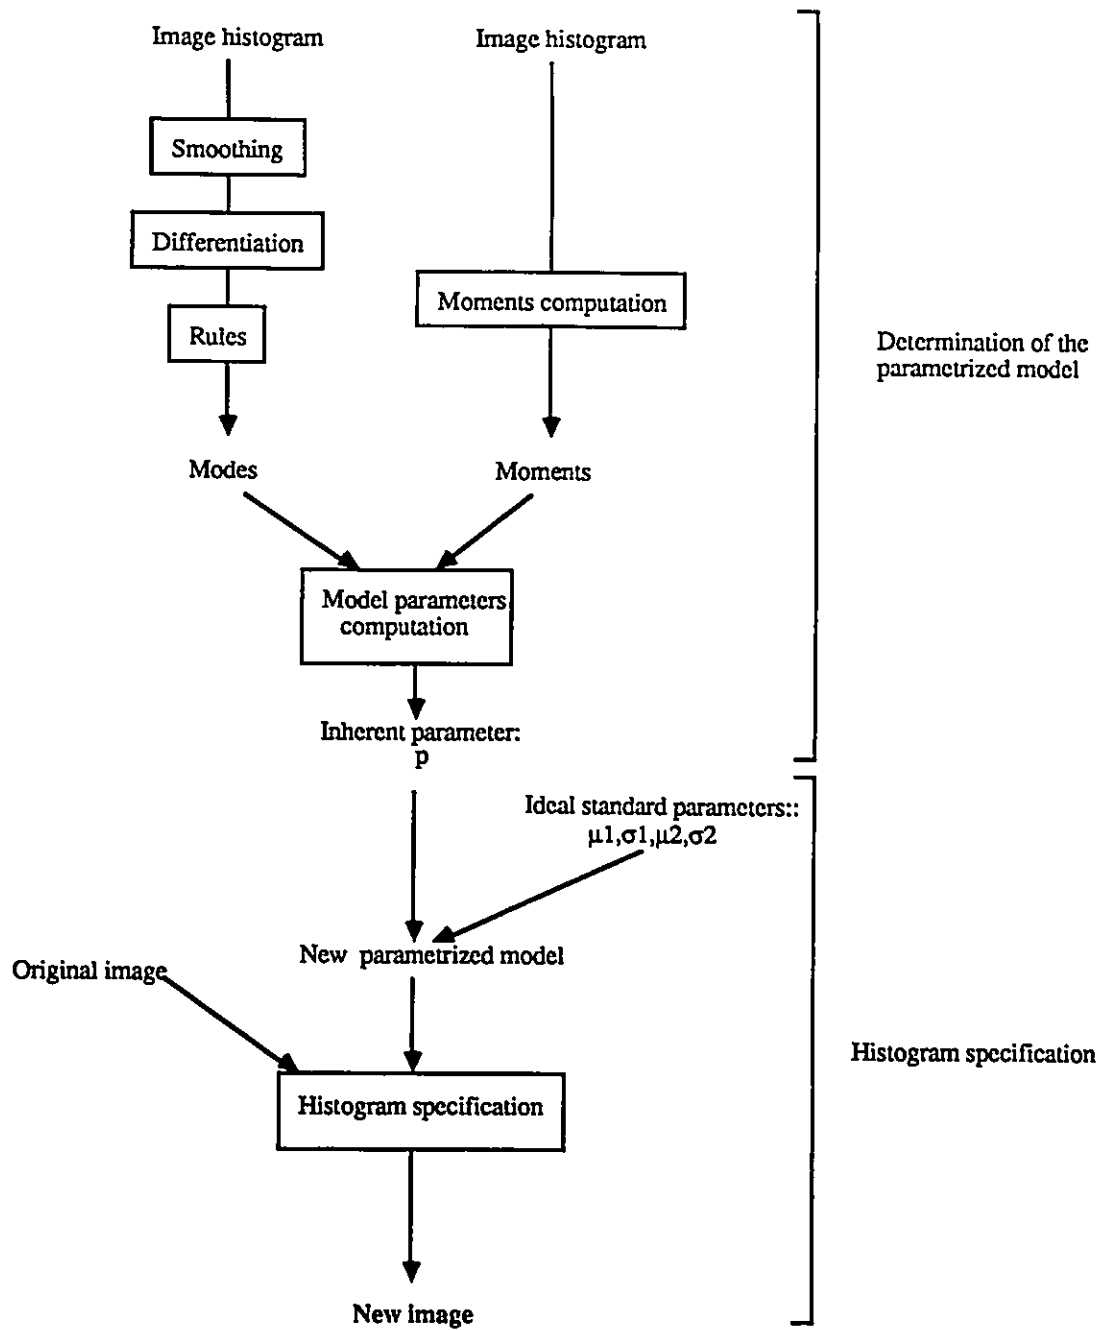 Image histogram
Image histogram
Smoothing
Differentiation
Moments computation
Rules
Determination of the
parametrized model
Modes
Moments
Model parameters
computation
Inherent parameter:
p
Ideal standard parameters::
μ1,σ1,μ2,σ2
New parametrized model
Original image
Histogram specification
Histogram specification
New image